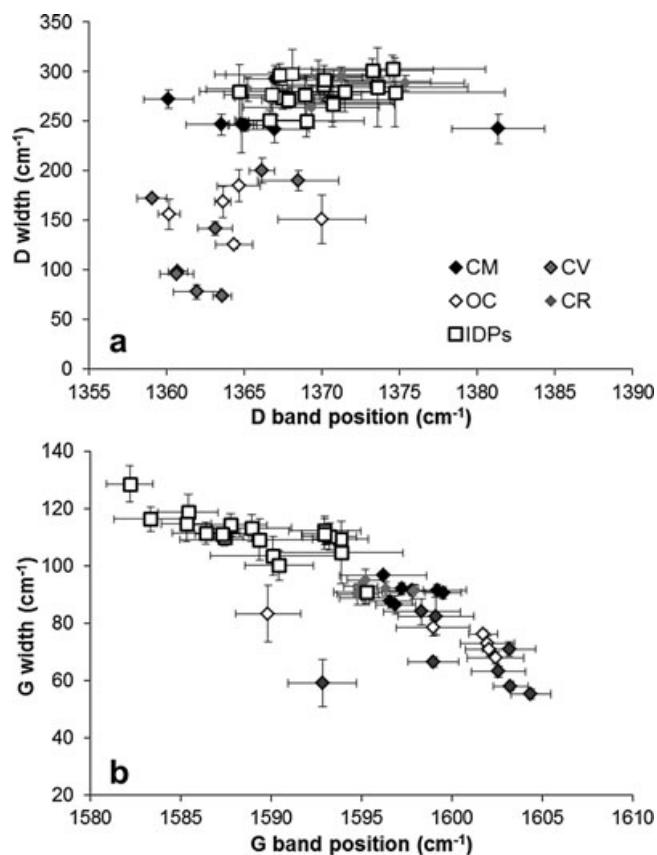 350
300
250
200
150
100
50
0
D width (cm⁻¹)
CM
CV
OC
CR
IDPs
a
1355 1360 1365 1370 1375 1380 1385 1390
D band position (cm⁻¹)
140
120
100
80
60
40
20
G width (cm⁻¹)
b
1580 1585 1590 1595 1600 1605 1610
G band position (cm⁻¹)